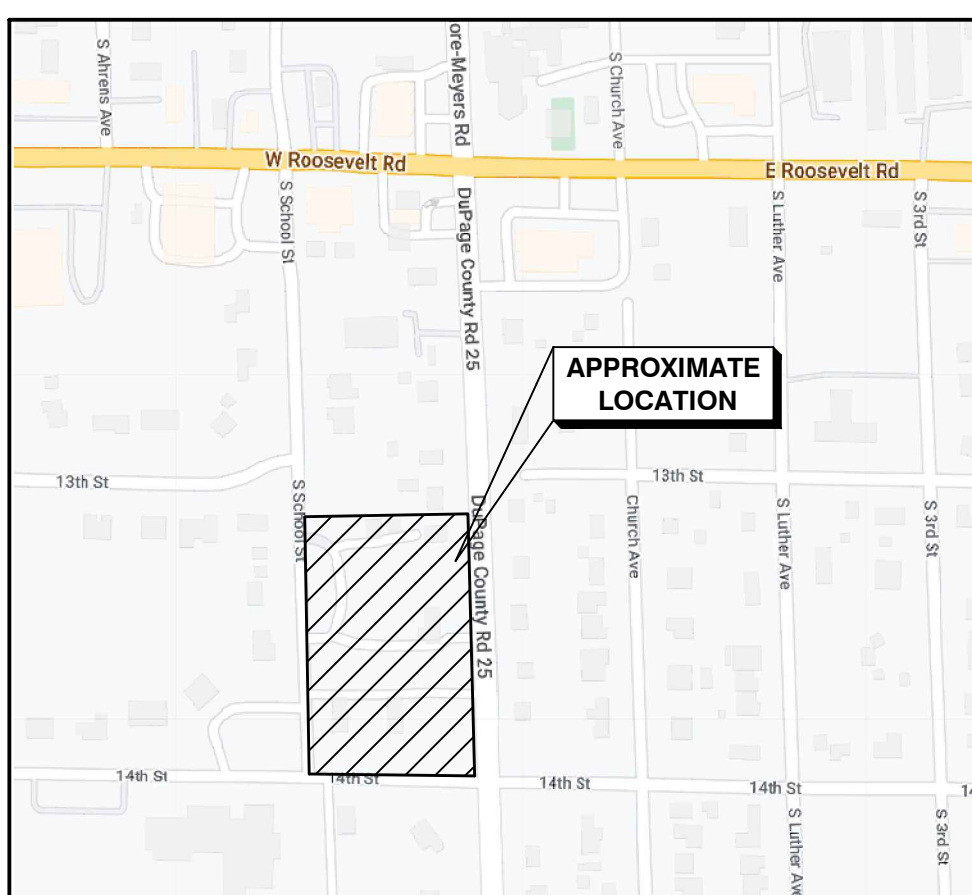 S Ahrens Ave
ore-Meyers Rd
S Church Ave
W Roosevelt Rd
E Roosevelt Rd
S School St
DuPage County Rd 25
S Luther Ave
S 3rd St
APPROXIMATE
LOCATION
13th St
13th St
S School St
DuPage County Rd 25
Church Ave
S Luther Ave
S 3rd St
14th St
14th St
14th St
14th St
S Luther Ave
S 3rd St